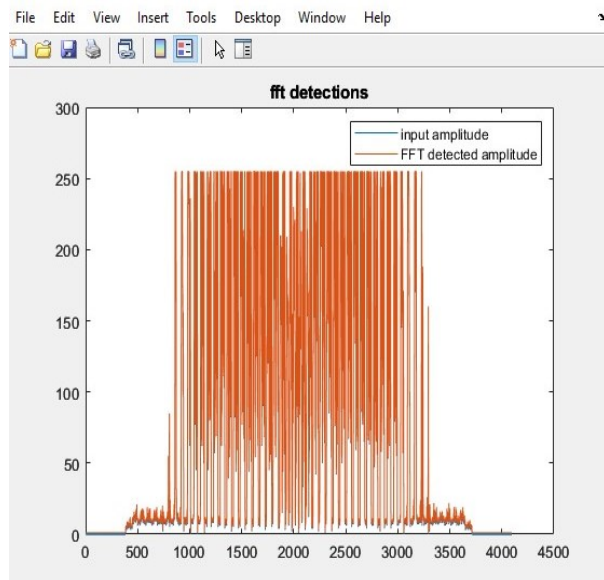 File Edit View Insert Tools Desktop Window Help
fft detections
300
250
200
150
100
50
0
input amplitude
FFT detected amplitude
0 500 1000 1500 2000 2500 3000 3500 4000 4500